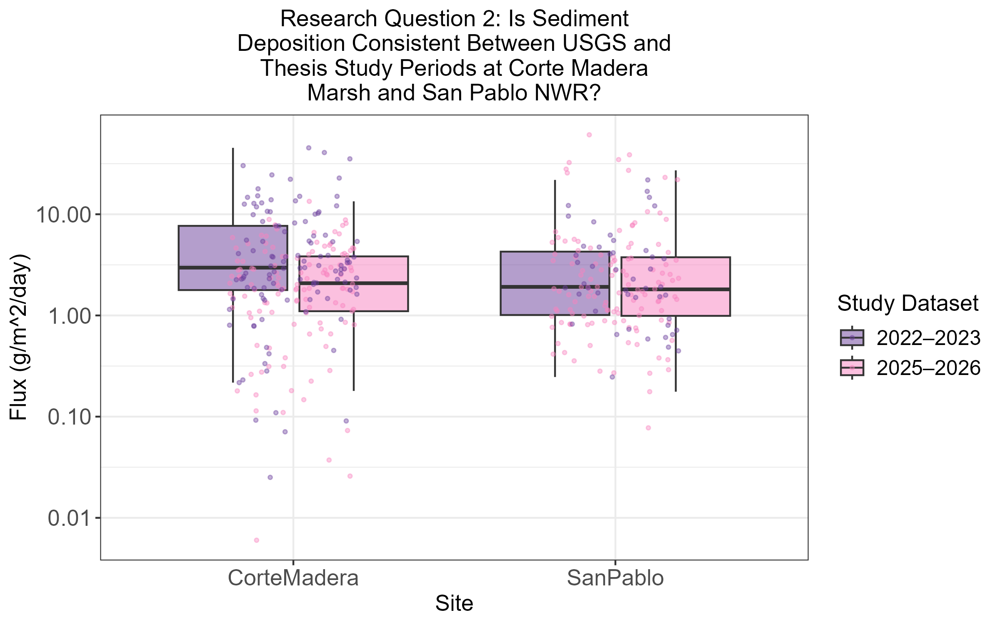 Research Question 2: Is Sediment
Deposition Consistent Between USGS and
Thesis Study Periods at Corte Madera
Marsh and San Pablo NWR?
Flux (g/m^2/day)
10.00
1.00
0.10
0.01
CorteMadera
SanPablo
Site
Study Dataset
2022–2023
2025–2026